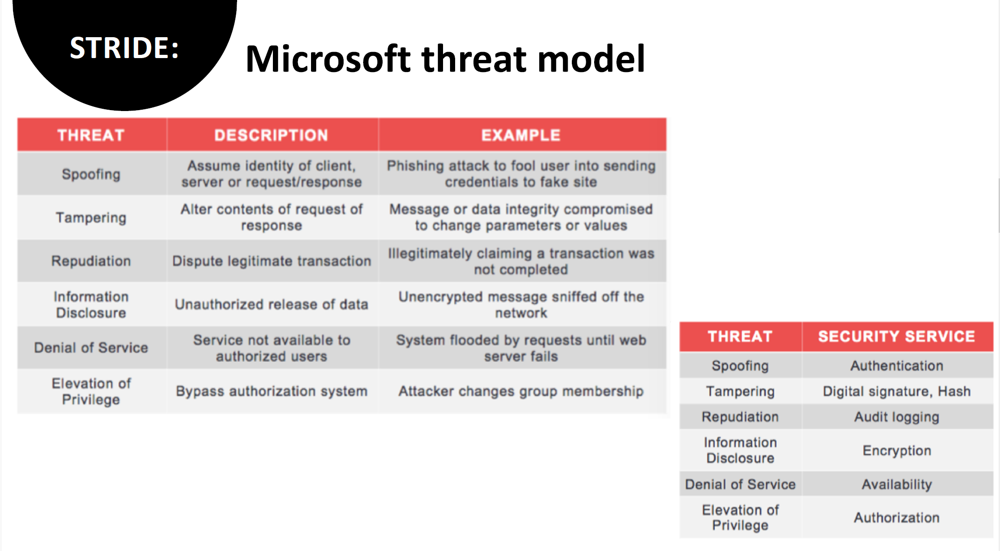 STRIDE:
Microsoft threat model
THREAT
DESCRIPTION
EXAMPLE
Spoofing
Assume identity of client,
server or request/response
Phishing attack to fool user into sending
credentials to fake site
Tampering
Alter contents of request of
response
Message or data integrity compromised
to change parameters or values
Repudiation
Dispute legitimate transaction
Illegitimately claiming a transaction was
not completed
Information
Disclosure
Unauthorized release of data
Unencrypted message sniffed off the
network
Denial of Service
Service not available to
authorized users
System flooded by requests until web
server fails
Elevation of
Privilege
Bypass authorization system
Attacker changes group membership
THREAT
SECURITY SERVICE
Spoofing
Authentication
Tampering
Digital signature, Hash
Repudiation
Audit logging
Information
Disclosure
Encryption
Denial of Service
Availability
Elevation of
Privilege
Authorization